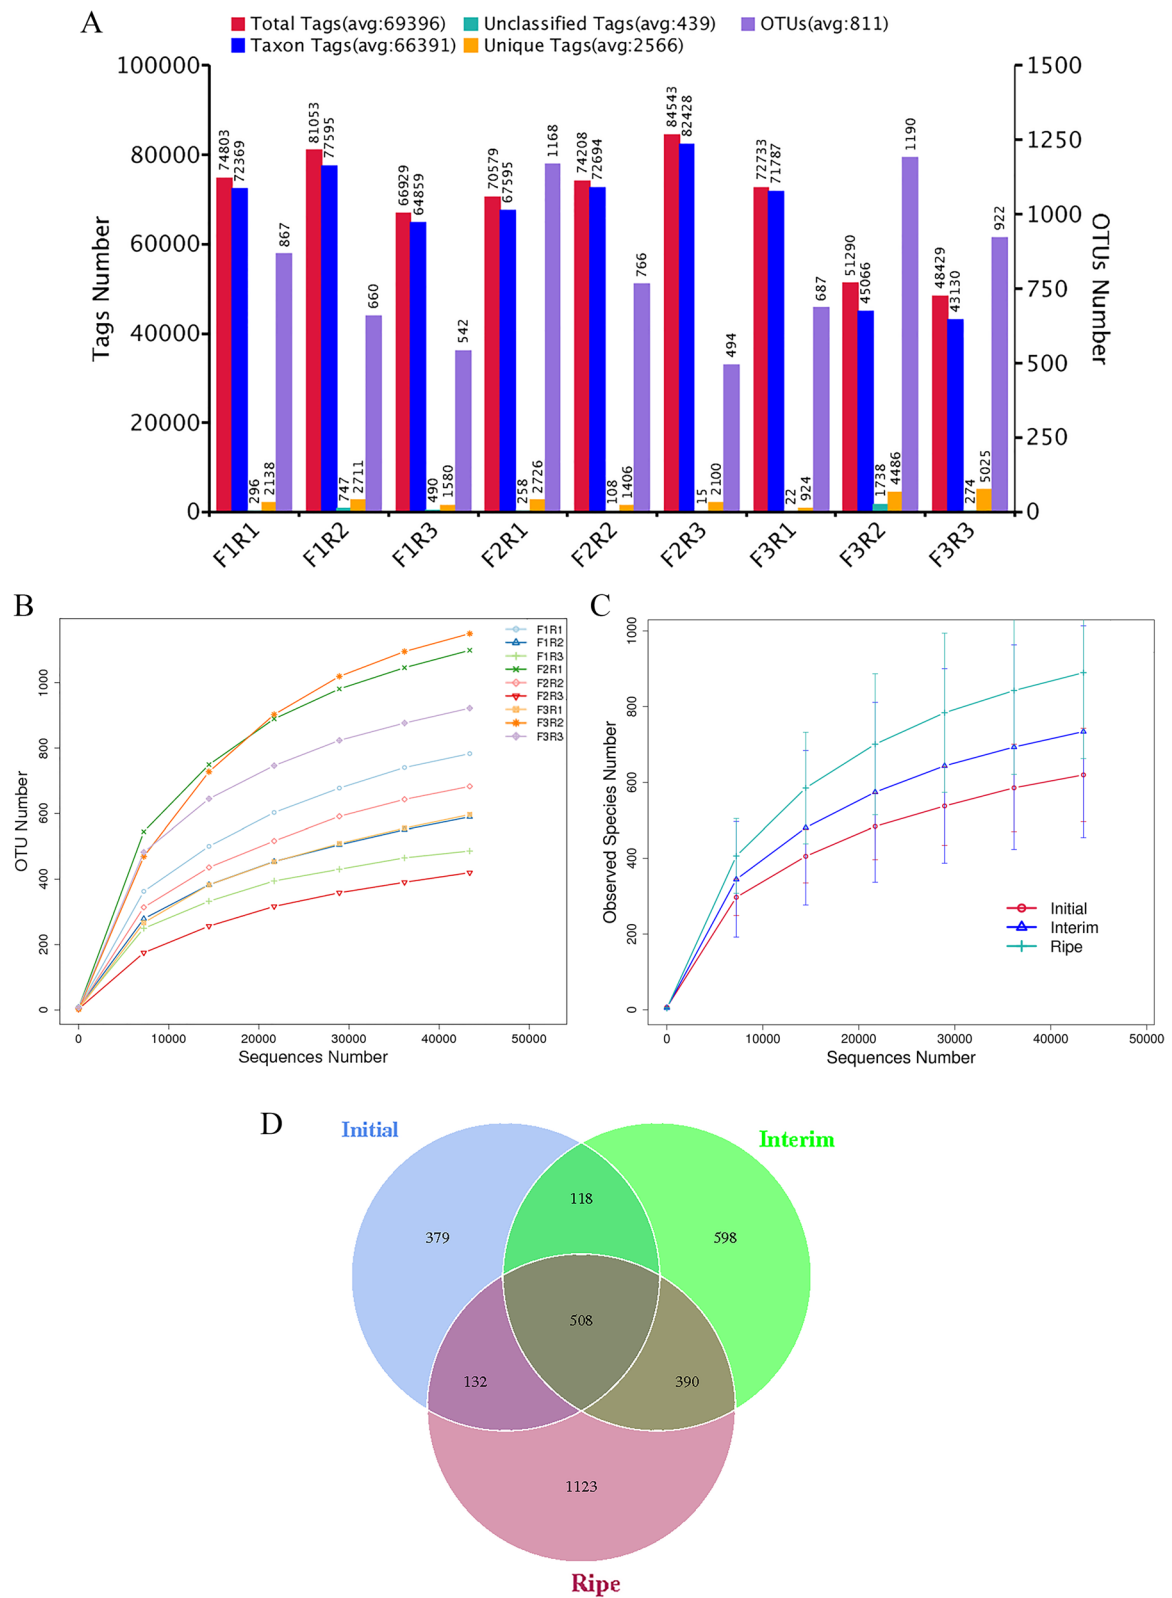 A
Total Tags(avg:69396) Unclassified Tags(avg:439) OTUs(avg:811)
Taxon Tags(avg:66391) Unique Tags(avg:2566)
Tags Number
100000
80000
60000
40000
20000
0
74803 72369 296 2138 867
81053 77595 747 2711 660
66929 64859 490 1580 542
70579 67595 258 2726 1168
74208 72694 108 1406 766
84543 82428 15 2100 494
72733 71787 22 924 687
51290 45066 1738 4486 1190
48429 43130 274 5025 922
1500
1250
1000
750
500
250
0
OTUs Number
F1R1 F1R2 F1R3 F2R1 F2R2 F2R3 F3R1 F3R2 F3R3
B
OTU Number
1000
800
600
400
200
0
F1R1
F1R2
F1R3
F2R1
F2R2
F2R3
F3R1
F3R2
F3R3
0 10000 20000 30000 40000 50000
Sequences Number
C
Observed Species Number
1000
800
600
400
200
0
Initial
Interim
Ripe
0 10000 20000 30000 40000 50000
Sequences Number
D
Initial
Interim
118
379
598
508
132
390
1123
Ripe